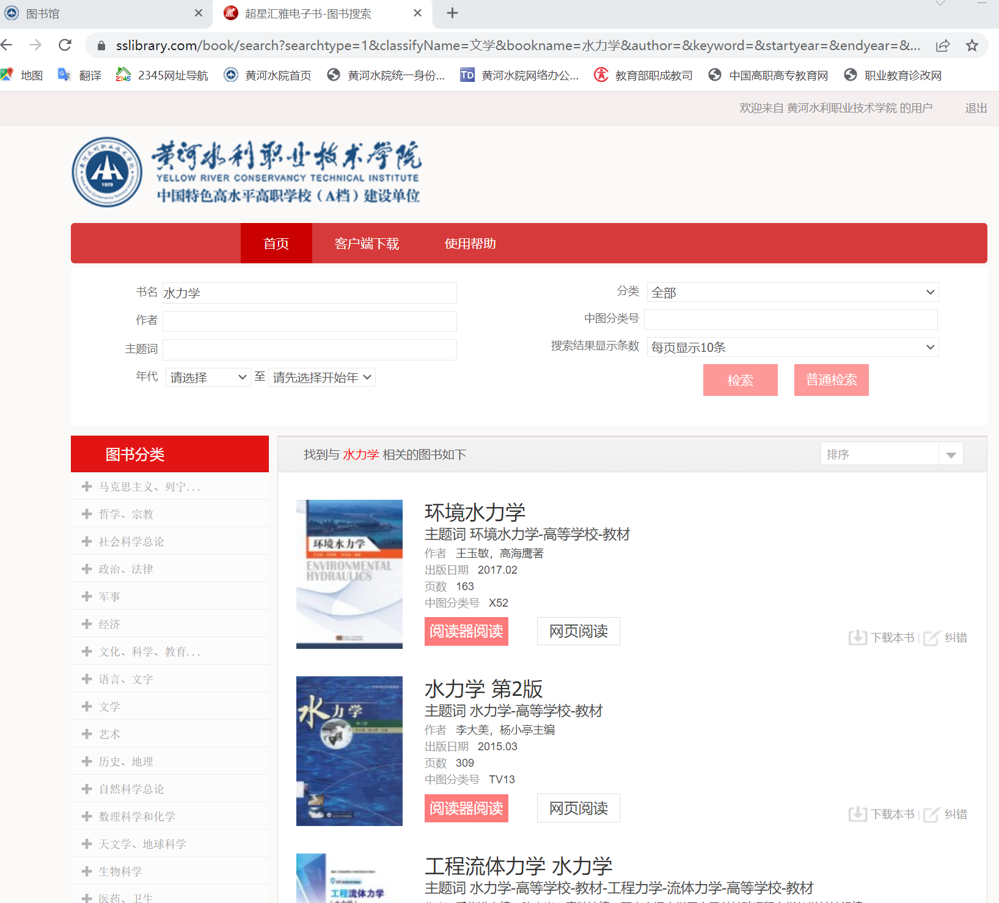 图书馆
超星汇雅电子书-图书搜索
sslibrary.com/book/search?searchtype=1&classifyName=文学&bookname=水力学&author=&keyword=&startyear=&endyear=&...
地图 翻译 2345网址导航 黄河水院首页 黄河水院统一身份... TD 黄河水院网络办公... 教育部职成教司 中国高职高专教育网 职业教育诊改网
欢迎来自 黄河水利职业技术学院 的用户 退出
黄河水利职业技术学院
YELLOW RIVER CONSERVANCY TECHNICAL INSTITUTE
中国特色高水平高职学校（A档）建设单位
1929
首页 客户端下载 使用帮助
书名 水力学
分类 全部
作者
中图分类号
主题词
搜索结果显示条数 每页显示10条
年代 请选择 至 请先选择开始年
检索 普通检索
图书分类
马克思主义、列宁...
哲学、宗教
社会科学总论
政治、法律
军事
经济
文化、科学、教育...
语言、文字
文学
艺术
历史、地理
自然科学总论
数理科学和化学
天文学、地球科学
生物科学
医药、卫生
找到与 水力学 相关的图书如下
排序
环境水力学
ENVIRONMENTAL
HYDRAULICS
环境水力学
主题词 环境水力学-高等学校-教材
作者 王玉敏，高海鹰著
出版日期 2017.02
页数 163
中图分类号 X52
阅读器阅读 网页阅读
下载本书 | 纠错
水力学
水力学 第2版
主题词 水力学-高等学校-教材
作者 李大美，杨小亭主编
出版日期 2015.03
页数 309
中图分类号 TV13
阅读器阅读 网页阅读
下载本书 | 纠错
工程流体力学
工程流体力学 水力学
主题词 水力学-高等学校-教材-工程力学-流体力学-高等学校-教材